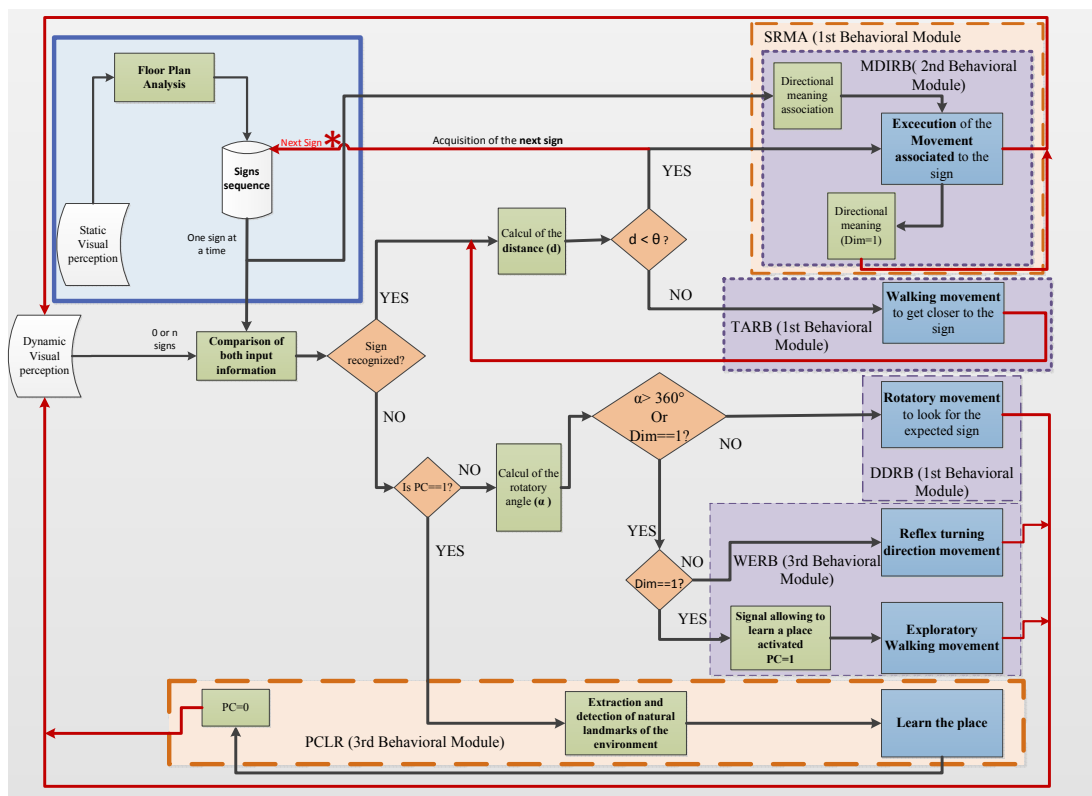 SRMA (1st Behavioral Module
MDIRB( 2nd Behavioral
Module)
Floor Plan
Analysis
Directional
meaning
association
Next Sign *
Acquisition of the next sign
Signs
sequence
Excecution of the
Movement
associated to the
sign
YES
Static
Visual
perception
One sign at
a time
Calcul of the
distance (d)
d < θ ?
Directional
meaning
(Dim=1)
YES
NO
Walking movement
to get closer to the
sign
TARB (1st Behavioral
Module)
Dynamic
Visual
perception
0 or n
signs
Comparison of
both input
information
Sign
recognized?
NO
α> 360°
Or
Dim==1?
NO
Rotatory movement
to look for the
expected sign
DDRB (1st Behavioral
Module)
Is PC==1?
NO
Calcul of the
rotatory
angle (α )
YES
YES
Reflex turning
direction movement
WERB (3rd Behavioral
Module)
NO
Dim==1?
YES
Signal allowing to
learn a place
activated
PC=1
Exploratory
Walking movement
PC=0
PCLR (3rd Behavioral Module)
Extraction and
detection of natural
landmarks of the
environment
Learn the place